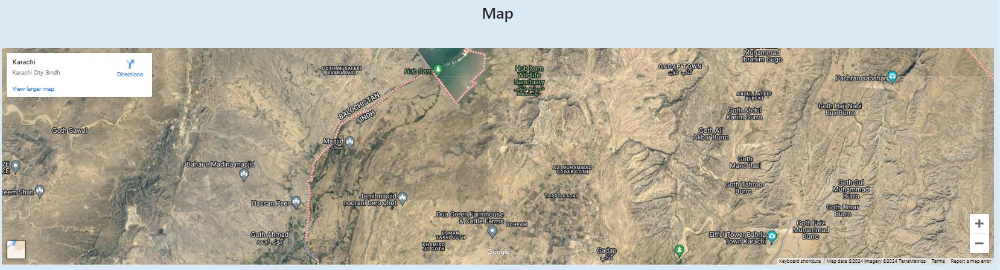 Map
Karachi
Karachi City, Sindh
Directions
View larger map
GOTH MUSAFERI
BABRA LASI
Hub Dam
Hub Dam
Wildlife
Sanctuary
حب ڈیم جنگلی
حیات تحفظ
GADAP TOWN
گڈاپ ٹاؤن
Muhammad
Ibrahim Gugo
Pachran aabshar
BALOCHISTAN
SINDH
ABDUL LATEEF
BURFAT
Goth Abdul
Karim Burro
Goth Haji Nabi
Bux Burro
Goth Sawal
Goth Ali
Akbar Burro
Masjid
مسجد
Bahar e Madina masjid
VE
CE
ALI MUHAMMAD
GODAR GOTH
Goth
Mano Lasi
Goth Tahroo
Burro
Goth Gul
Muhammad
Burro
neem Shah
Hassan Peer
Jami masjid
noorani bero ghot
TAPPO GADAP
Goth Umar
Burro
Dua Green Farmhouse
& Cattle Farms
GOHRAM
Goth Faiz
Muhammad
Burro
Goth Ahmad
گوٹھ احمد
USMAN
TAKRI GOTH
KHAMISO
JO GOTH
Eiffel Tower Bahria
Town Karachi
Gadap
گڈاپ
Google
Keyboard shortcuts
Map data ©2024 Imagery ©2024 TerraMetrics
Terms
Report a map error